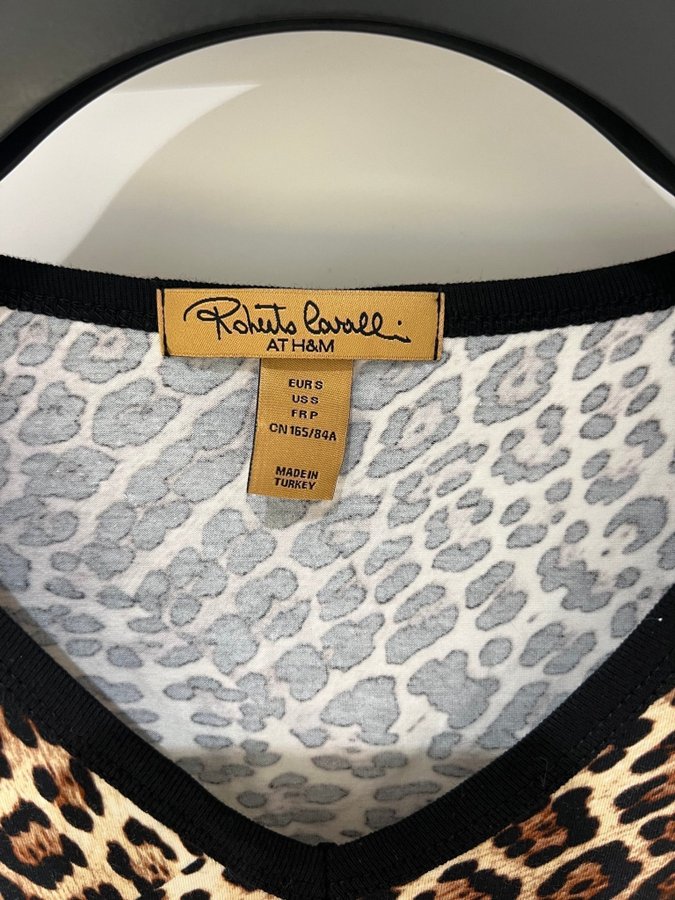 Roberto Cavalli
AT H&M
EUR S
US S
FR P
CN 165/84A
MADE IN
TURKEY